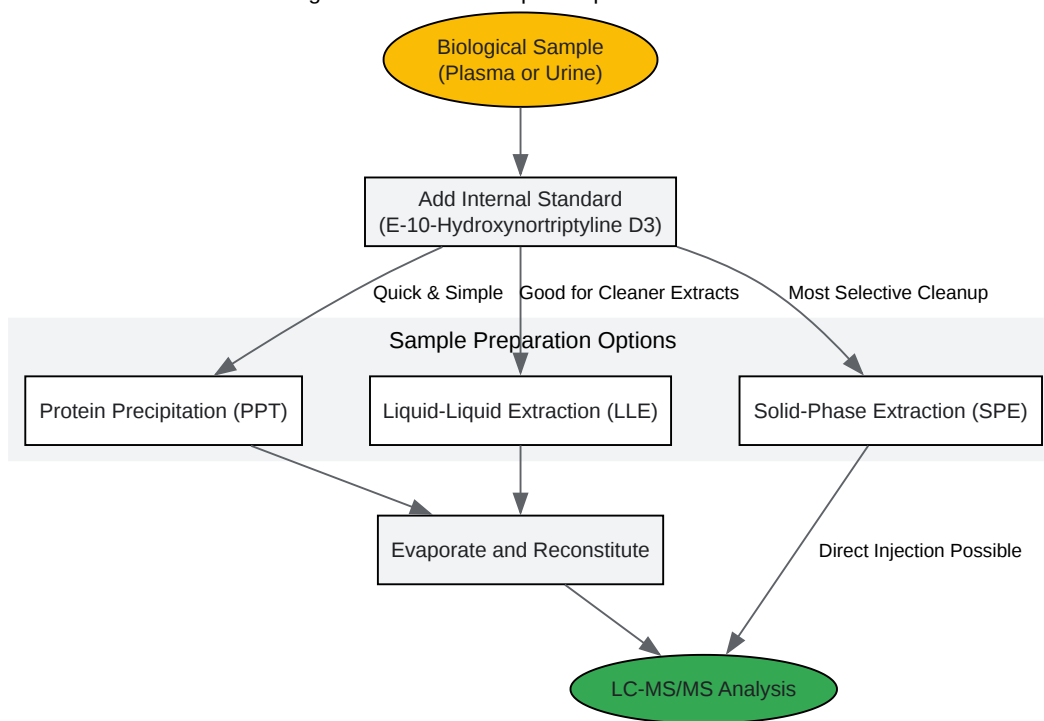 Biological Sample
(Plasma or Urine)
Add Internal Standard
(E-10-Hydroxynortriptyline D3)
Quick & Simple
Good for Cleaner Extracts
Most Selective Cleanup
Sample Preparation Options
Protein Precipitation (PPT)
Liquid-Liquid Extraction (LLE)
Solid-Phase Extraction (SPE)
Evaporate and Reconstitute
Direct Injection Possible
LC-MS/MS Analysis